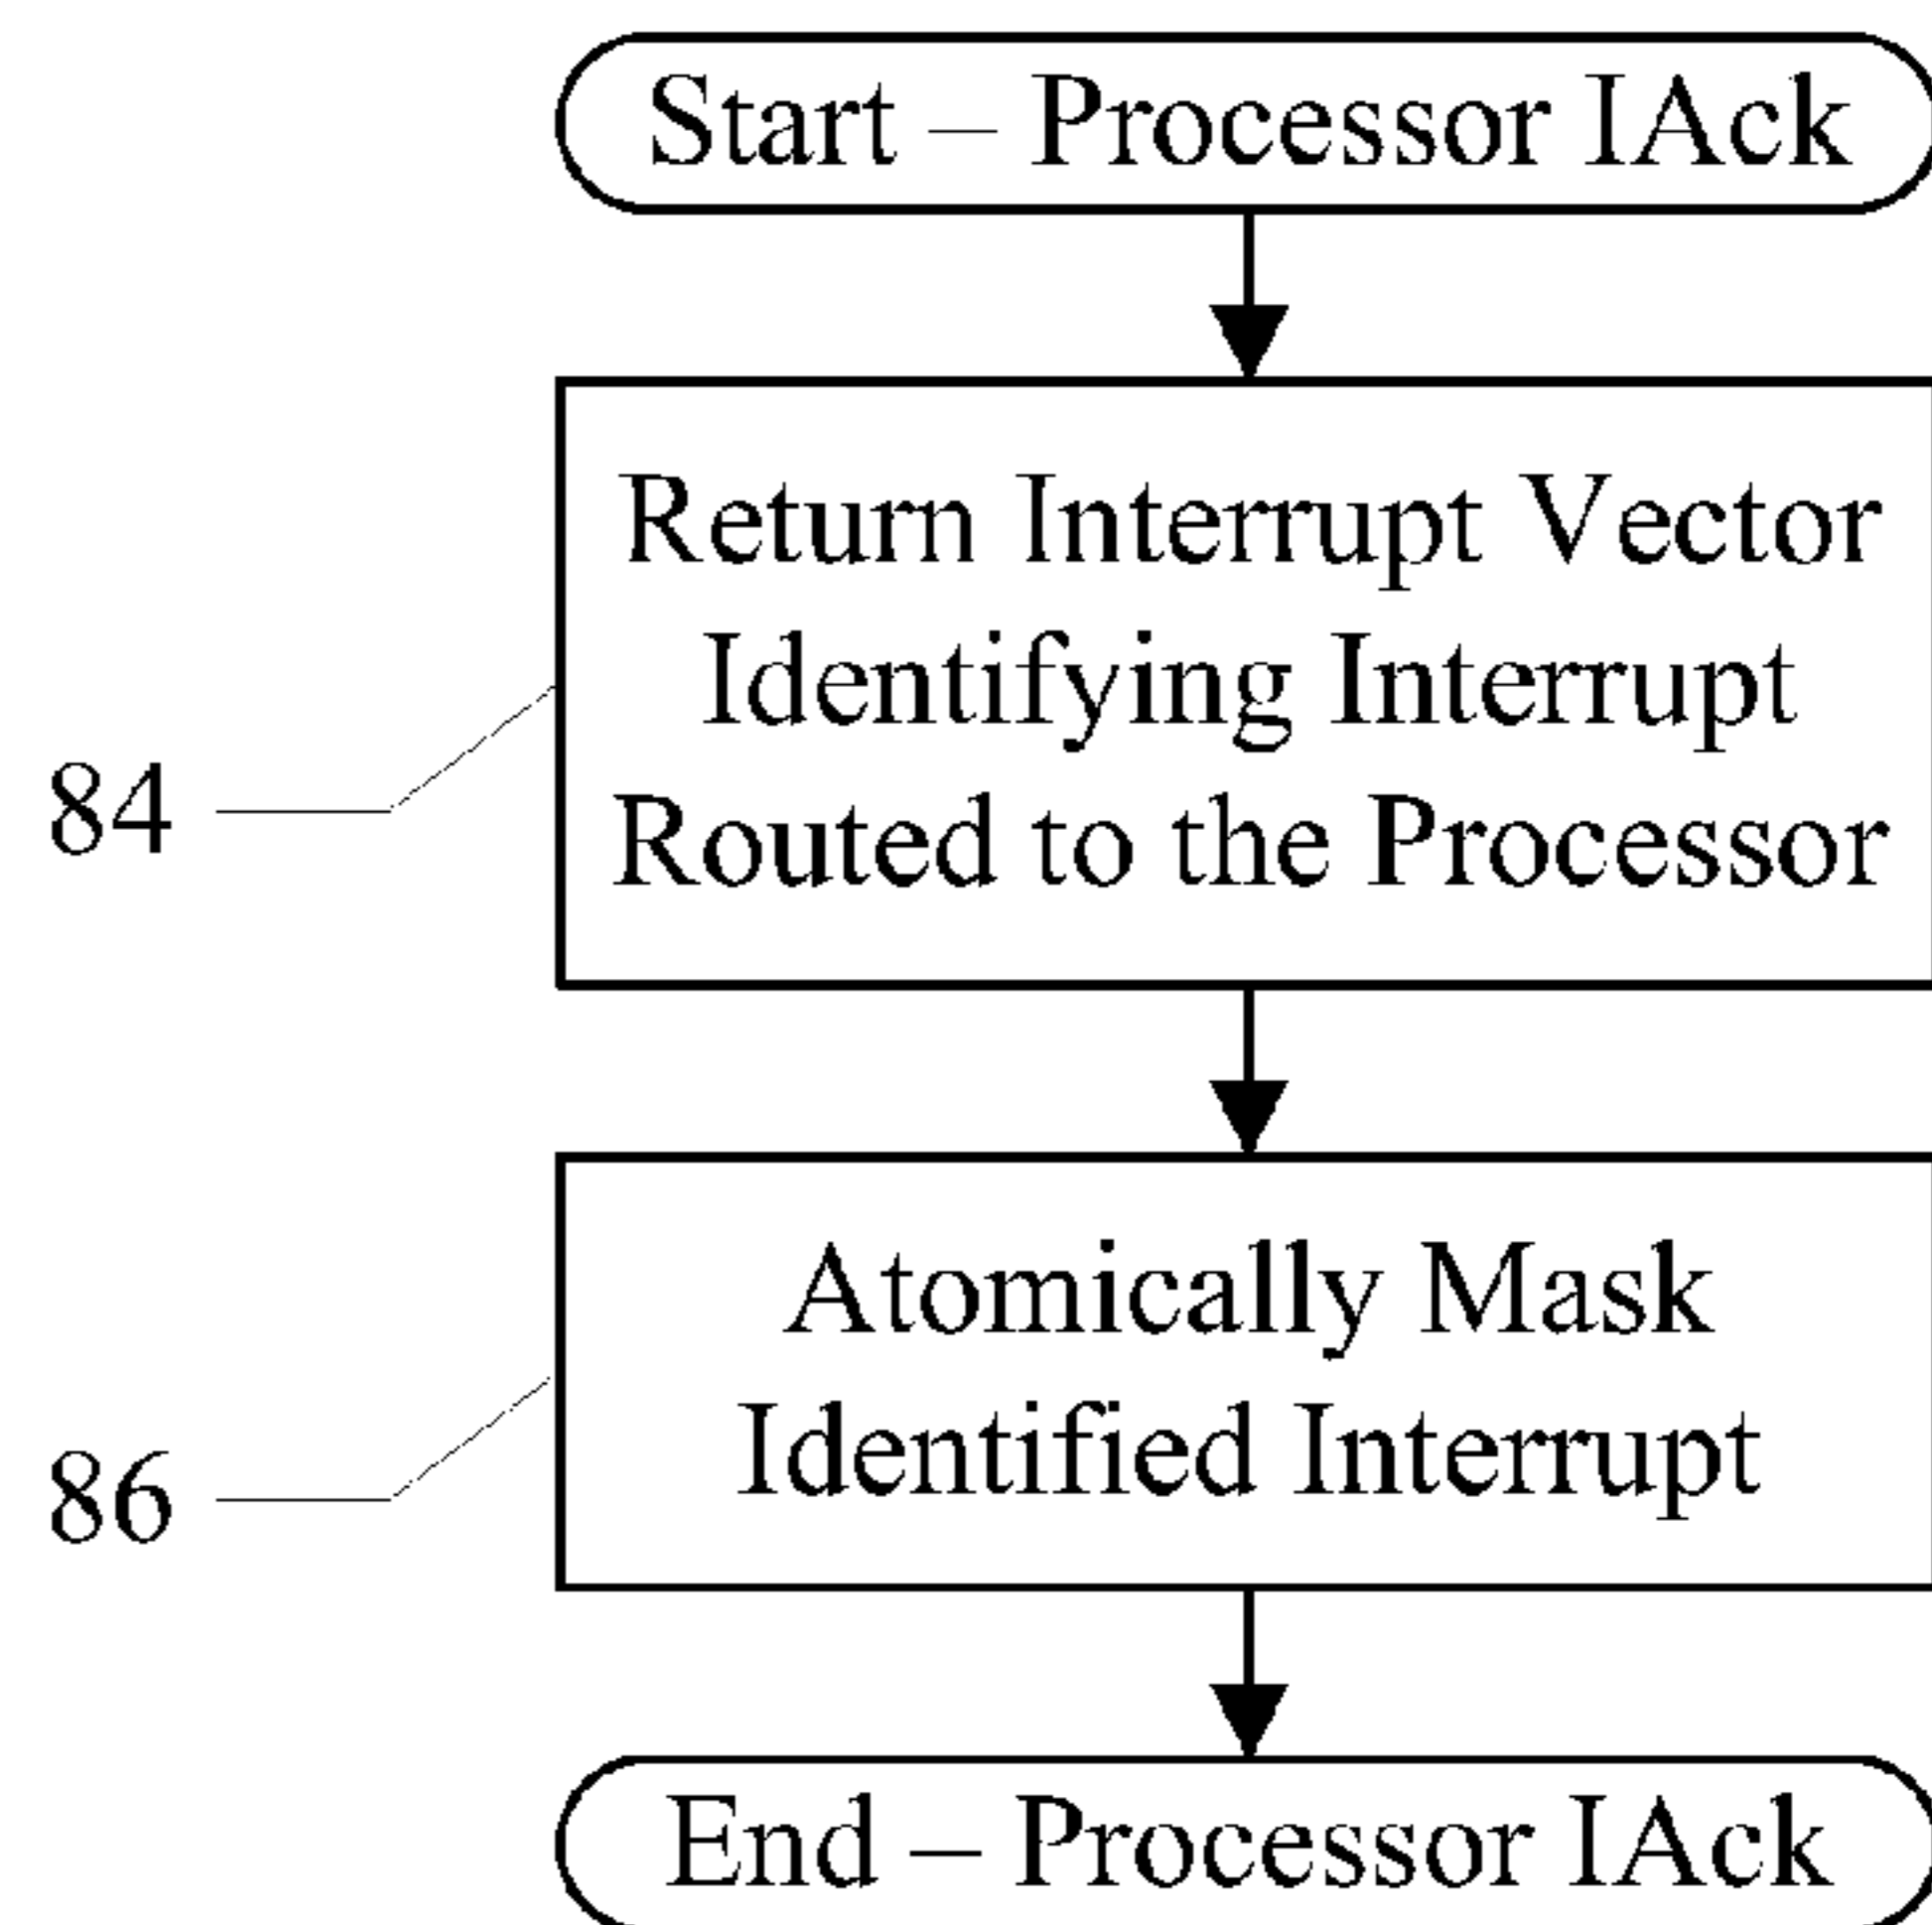 Start – Processor IAck
Return Interrupt Vector
Identifying Interrupt
Routed to the Processor
84
Atomically Mask
Identified Interrupt
86
End – Processor IAck